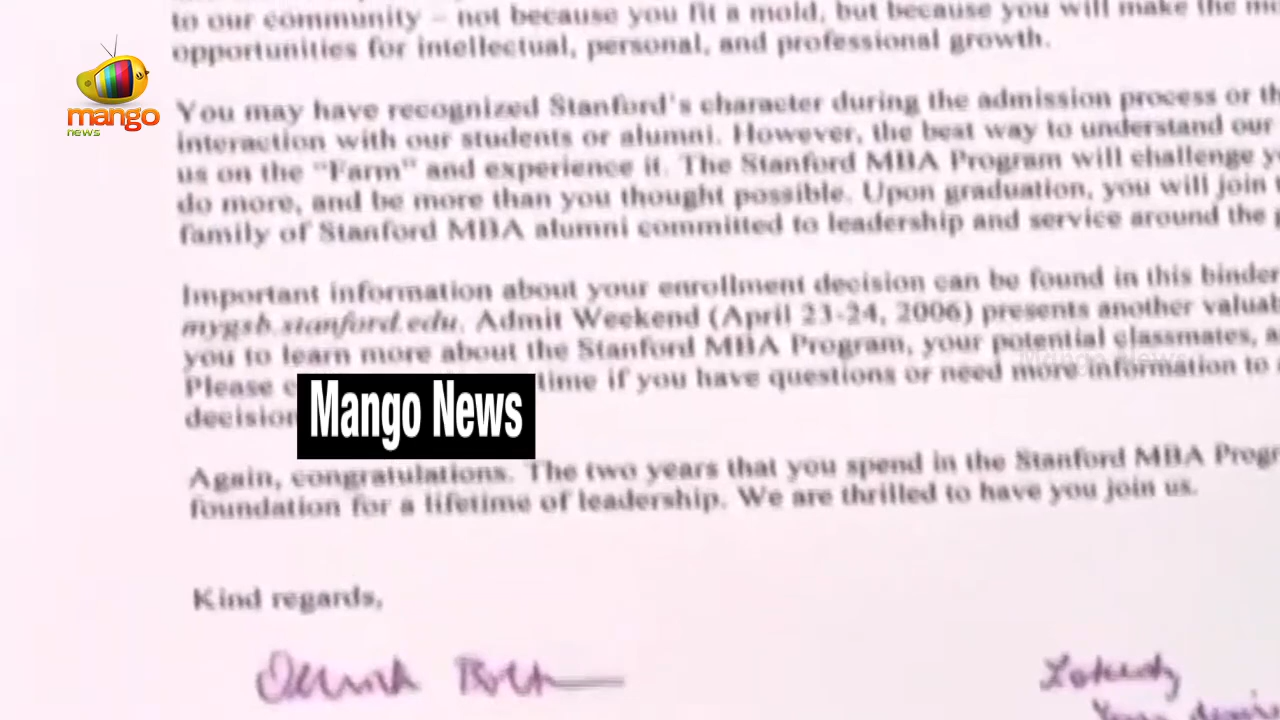 to our community – not because you fit a mold, but because you will make the
opportunities for intellectual, personal, and professional growth.
mango
news
You may have recognized Stanford's character during the admission process or
interaction with our students or alumni. However, the best way to understand our
us on the "Farm" and experience it. The Stanford MBA Program will challenge
do more, and be more than you thought possible. Upon graduation, you will join
family of Stanford MBA alumni committed to leadership and service around the
Important information about your enrollment decision can be found in this binder
mygsb.stanford.edu. Admit Weekend (April 23-24, 2006) presents another
you to learn more about the Stanford MBA Program, your potential classmates,
Mango News
Please time if you have questions or need more information to
decision
Mango News
Again, congratulations. The two years that you spend in the Stanford MBA
foundation for a lifetime of leadership. We are thrilled to have you join us.
Kind regards,